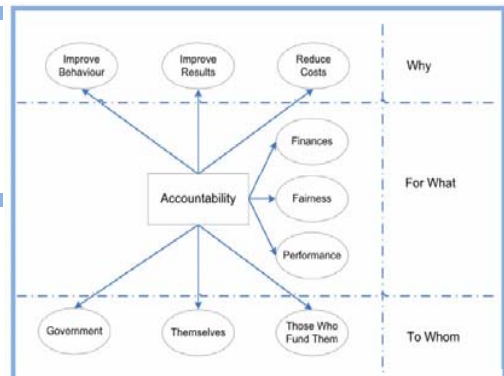 Improve
Behaviour
Improve
Results
Reduce
Costs
Why
Finances
Accountability
Fairness
For What
Performance
Government
Themselves
Those Who
Fund Them
To Whom